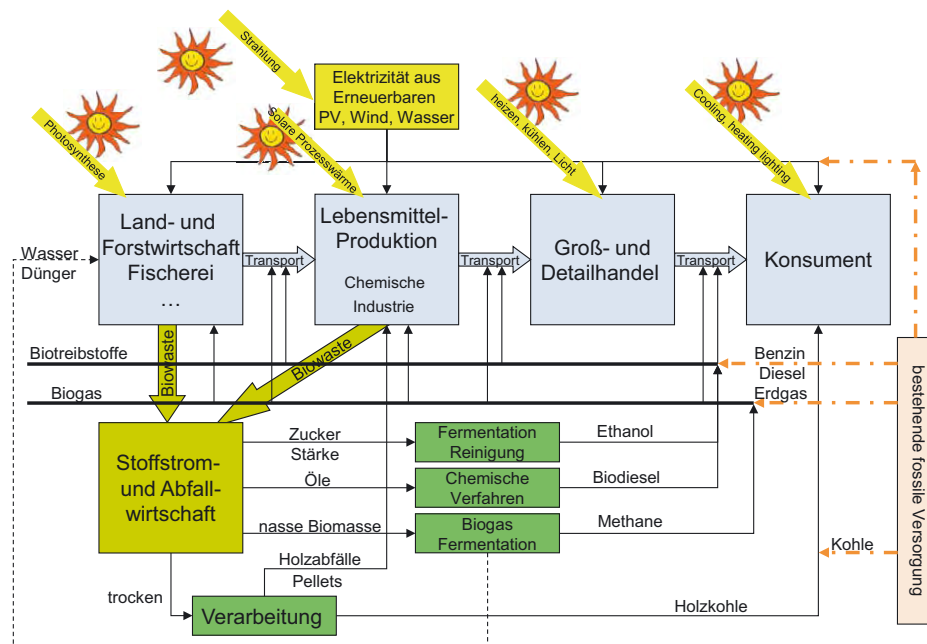 Strahlung
Elektrizität aus
Erneuerbaren
PV, Wind, Wasser
Photosynthese
Solare Prozesswärme
heizen, kühlen, Licht
Cooling, heating lighting
Land- und
Forstwirtschaft
Fischerei
...
Transport
Lebensmittel-
Produktion
Chemische
Industrie
Transport
Groß- und
Detailhandel
Transport
Konsument
Wasser
Dünger
Biowaste
Biowaste
Biotreibstoffe
Benzin
Diesel
Biogas
Erdgas
bestehende fossile Versorgung
Stoffstrom-
und Abfall-
wirtschaft
Zucker
Stärke
Fermentation
Reinigung
Ethanol
Öle
Chemische
Verfahren
Biodiesel
nasse Biomasse
Biogas
Fermentation
Methane
Kohle
Holzabfälle
Pellets
trocken
Verarbeitung
Holzkohle